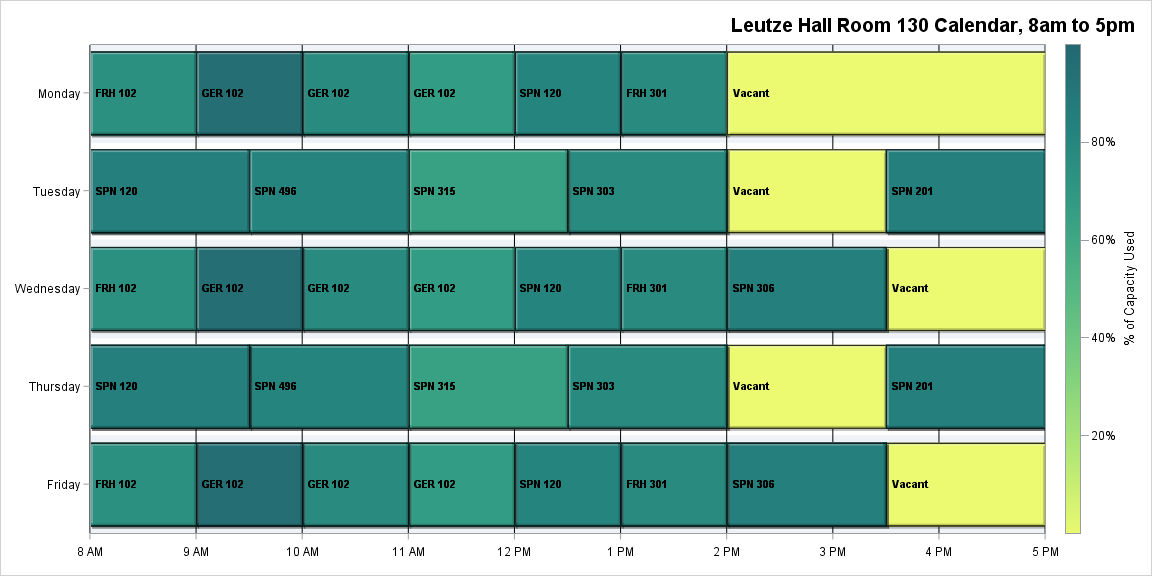 Leutze Hall Room 130 Calendar, 8am to 5pm
Monday FRH 102 GER 102 GER 102 GER 102 SPN 120 FRH 301 Vacant
80%
Tuesday SPN 120 SPN 496 SPN 315 SPN 303 Vacant SPN 201
60%
% of Capacity Used
Wednesday FRH 102 GER 102 GER 102 GER 102 SPN 120 FRH 301 SPN 306 Vacant
40%
Thursday SPN 120 SPN 496 SPN 315 SPN 303 Vacant SPN 201
20%
Friday FRH 102 GER 102 GER 102 GER 102 SPN 120 FRH 301 SPN 306 Vacant
8 AM 9 AM 10 AM 11 AM 12 PM 1 PM 2 PM 3 PM 4 PM 5 PM